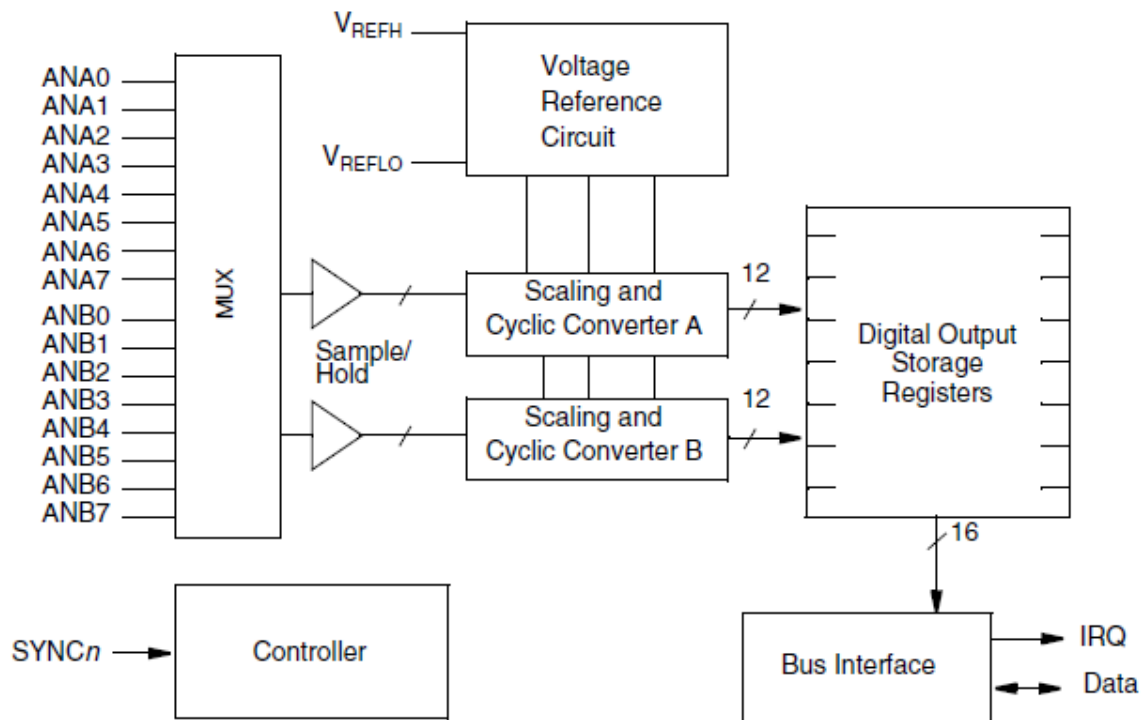 V_REFH
Voltage
Reference
Circuit
V_REFLO
ANA0
ANA1
ANA2
ANA3
ANA4
ANA5
ANA6
ANA7
ANB0
ANB1
ANB2
ANB3
ANB4
ANB5
ANB6
ANB7
MUX
Sample/
Hold
Scaling and
Cyclic Converter A
12
Scaling and
Cyclic Converter B
12
Digital Output
Storage
Registers
16
SYNCn
Controller
Bus Interface
IRQ
Data